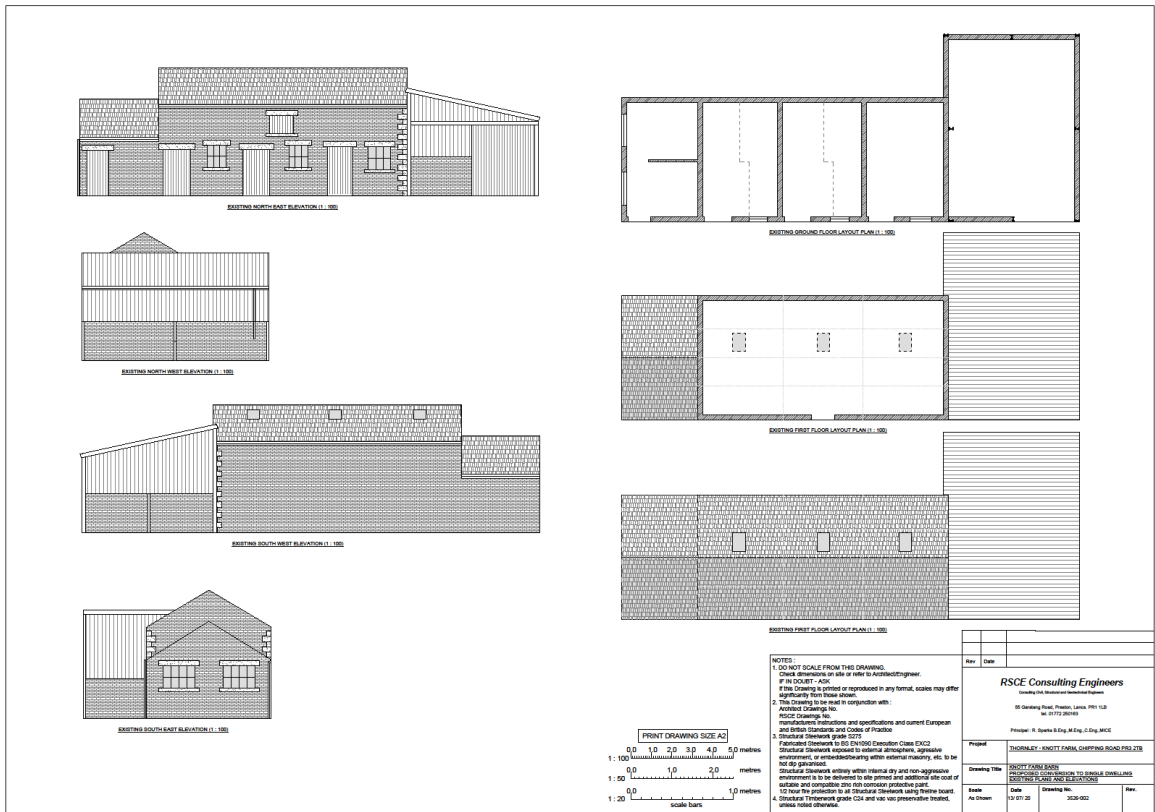 EXISTING NORTH EAST ELEVATION (1 : 100)
EXISTING NORTH WEST ELEVATION (1 : 100)
EXISTING SOUTH WEST ELEVATION (1 : 100)
EXISTING SOUTH EAST ELEVATION (1 : 100)
EXISTING GROUND FLOOR LAYOUT PLAN (1 : 100)
EXISTING FIRST FLOOR LAYOUT PLAN (1 : 100)
EXISTING FIRST FLOOR LAYOUT PLAN (1 : 100)
PRINT DRAWING SIZE A2
0,0 1,0 2,0 3,0 4,0 5,0 metres
1 : 100
0,0 1,0 2,0 metres
1 : 50
0,0 1,0 metres
1 : 20
scale bars
NOTES :
1. DO NOT SCALE FROM THIS DRAWING.
Check dimensions on site or refer to Architect/Engineer.
IF IN DOUBT - ASK
If this Drawing is printed or reproduced in any format, scales may differ
significantly from those shown.
2. This Drawing to be read in conjunction with :
Architect Drawings No.
RSCE Drawings No.
manufacturers instructions and specifications and current European
and British Standards and Codes of Practice
3. Structural Steelwork grade S275
Fabricated Steelwork to BS EN1090 Execution Class EXC2
Structural Steelwork exposed to external atmosphere, agressive
environment, or embedded/bearing within external masonry, etc. to be
hot dip galvanised.
Structural Steelwork entirely within internal dry and non-aggressive
environment is to be delivered to site primed and additional site coat of
suitable and compatible zinc rich corrosion protective paint.
1/2 hour fire protection to all Structural Steelwork using fireline board.
4. Structural Timberwork grade C24 and vac vac preservative treated,
unless noted otherwise.
Rev Date
RSCE Consulting Engineers
Consulting Civil, Structural and Geotechnical Engineers
55 Garstang Road, Preston, Lancs. PR1 1LB
tel. 01772 250163
Principal : R. Sparks B.Eng.,M.Eng.,C.Eng.,MICE
Project THORNLEY - KNOTT FARM, CHIPPING ROAD PR3 2TB
Drawing Title KNOTT FARM BARN
PROPOSED CONVERSION TO SINGLE DWELLING
EXISTING PLANS AND ELEVATIONS
Scale Date Drawing No. Rev.
As Shown 13/ 07/ 20 3526-002